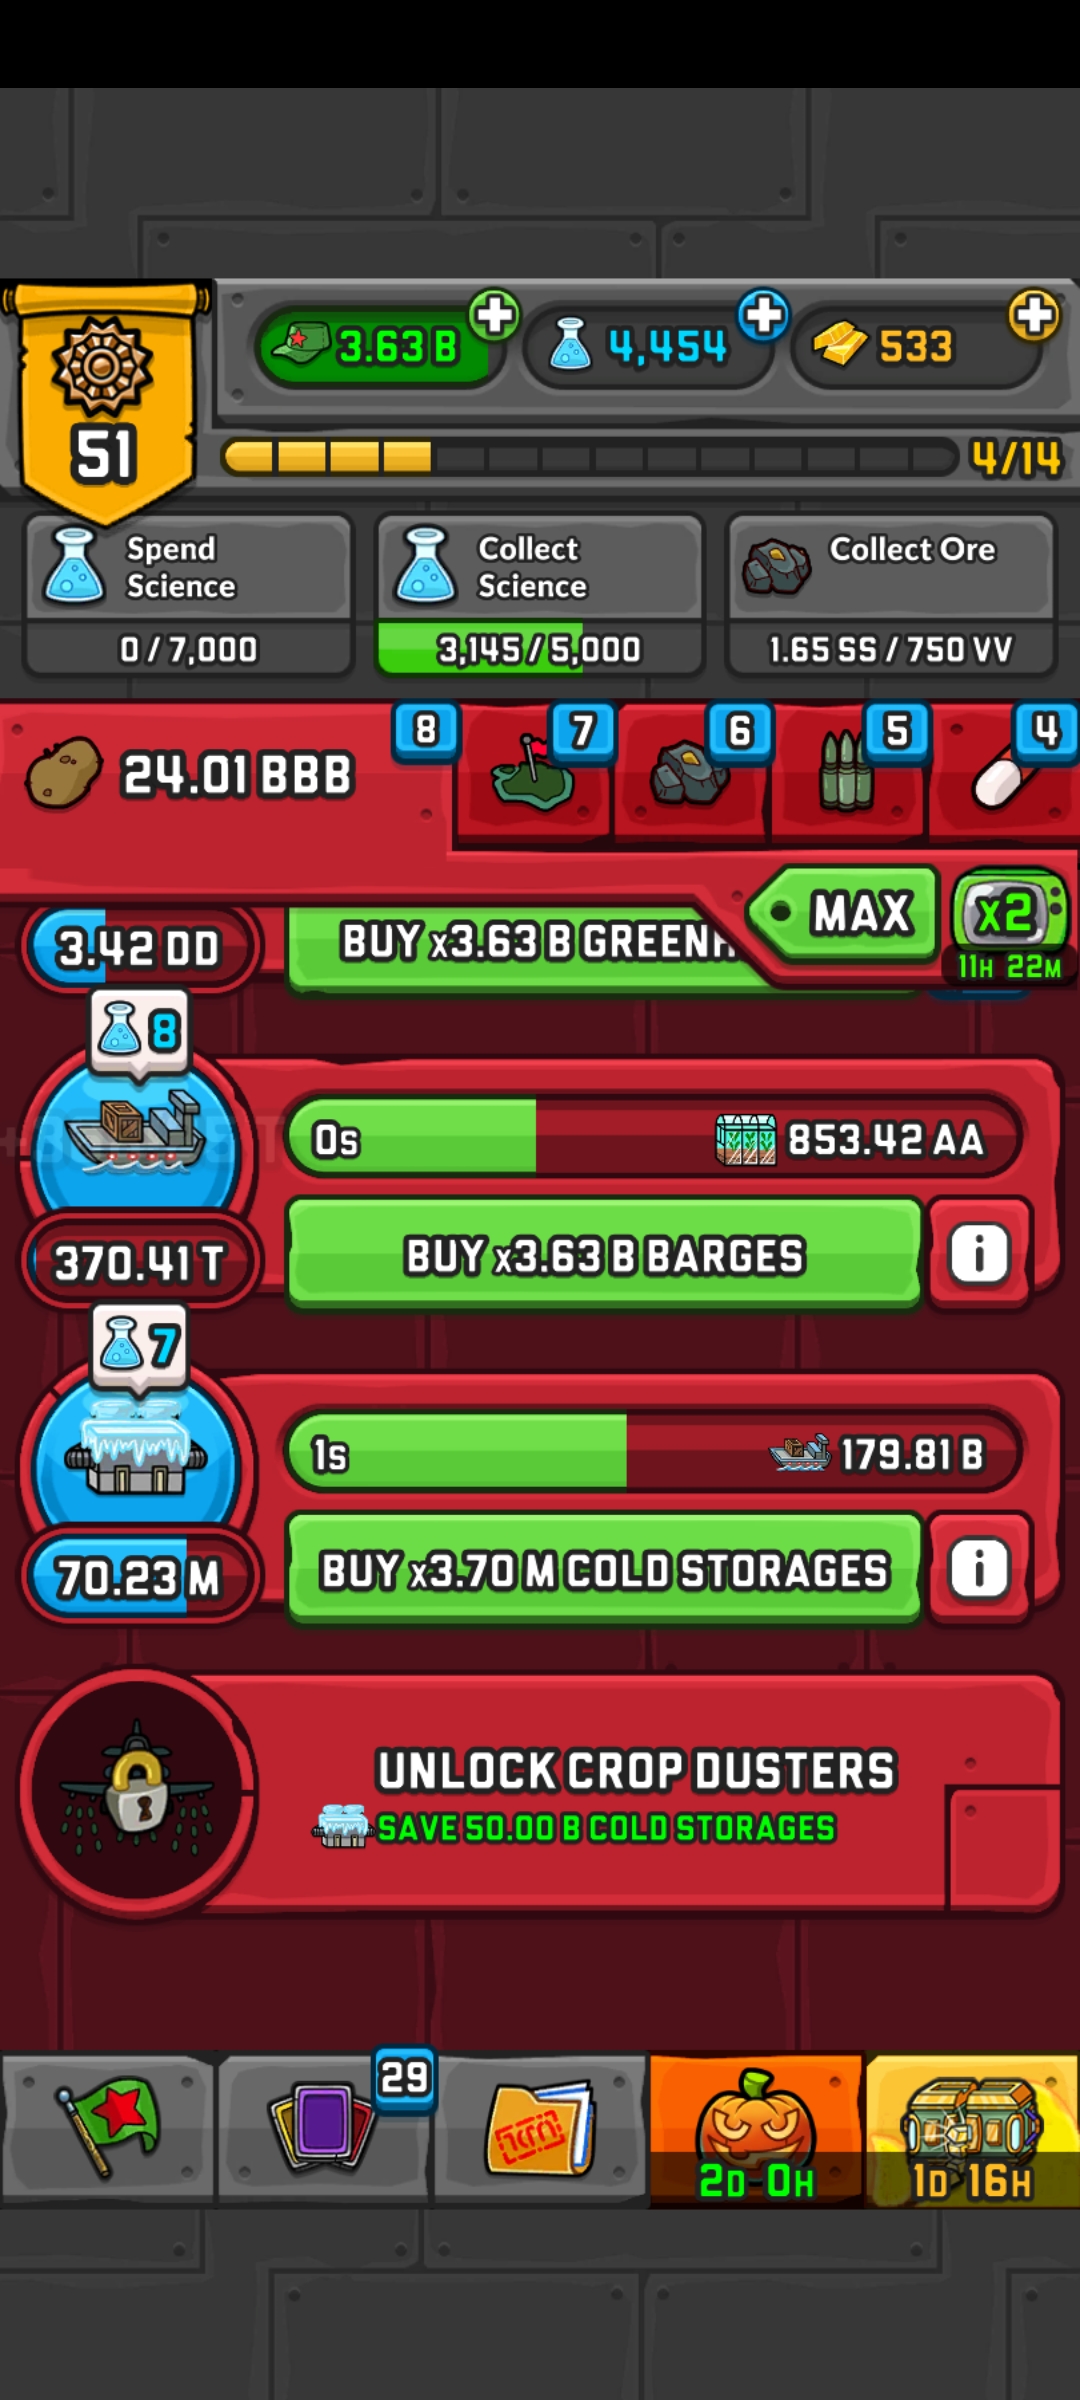 3.63 B
4,454
533
51
4/14
Spend
Science
Collect
Science
Collect Ore
0 / 7,000
3,145 / 5,000
1.65 SS / 750 VV
8
7
6
5
4
24.01 BBB
MAX
x2
11H 22M
3.42 DD
BUY x3.63 B GREENH
8
0s
853.42 AA
370.41 T
BUY x3.63 B BARGES
i
7
1s
179.81 B
70.23 M
BUY x3.70 M COLD STORAGES
i
UNLOCK CROP DUSTERS
SAVE 50.00 B COLD STORAGES
29
2D 0H
1D 16H